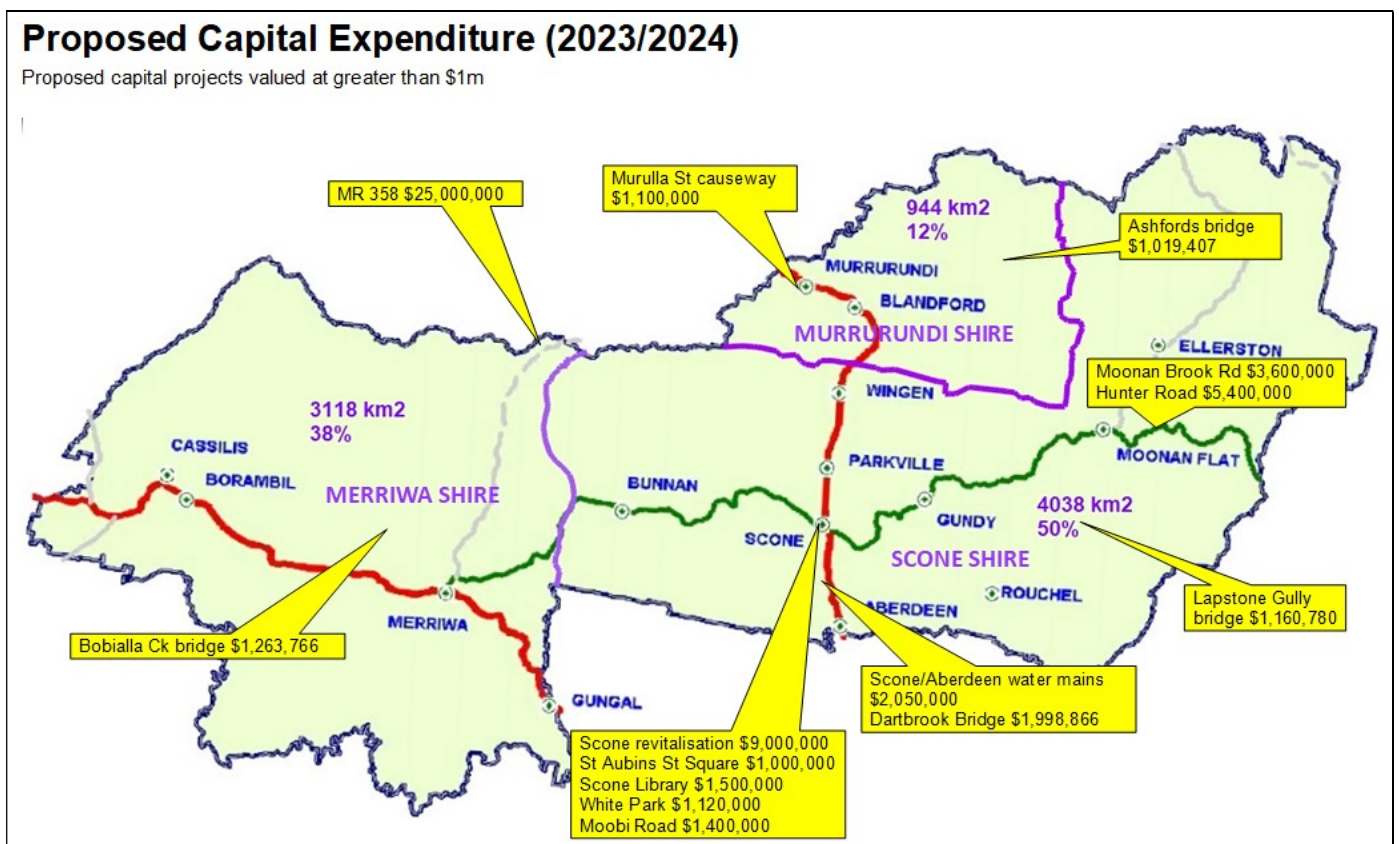 Proposed Capital Expenditure (2023/2024)
Proposed capital projects valued at greater than $1m
MR 358 $25,000,000
Murulla St causeway
$1,100,000
944 km2
12%
Ashfords bridge
$1,019,407
MURRURUNDI
BLANDFORD
MURRURUNDI SHIRE
ELLERSTON
Moonan Brook Rd $3,600,000
Hunter Road $5,400,000
WINGEN
3118 km2
38%
CASSILIS
BORAMBIL
MERRIWA SHIRE
BUNNAN
PARKVILLE
MOONAN FLAT
SCONE
GUNDY
4038 km2
50%
SCONE SHIRE
ROUCHEL
MERRIWA
ABERDEEN
Lapstone Gully
bridge $1,160,780
Bobialla Ck bridge $1,263,766
GUNGAL
Scone/Aberdeen water mains
$2,050,000
Dartbrook Bridge $1,998,866
Scone revitalisation $9,000,000
St Aubins St Square $1,000,000
Scone Library $1,500,000
White Park $1,120,000
Moobi Road $1,400,000